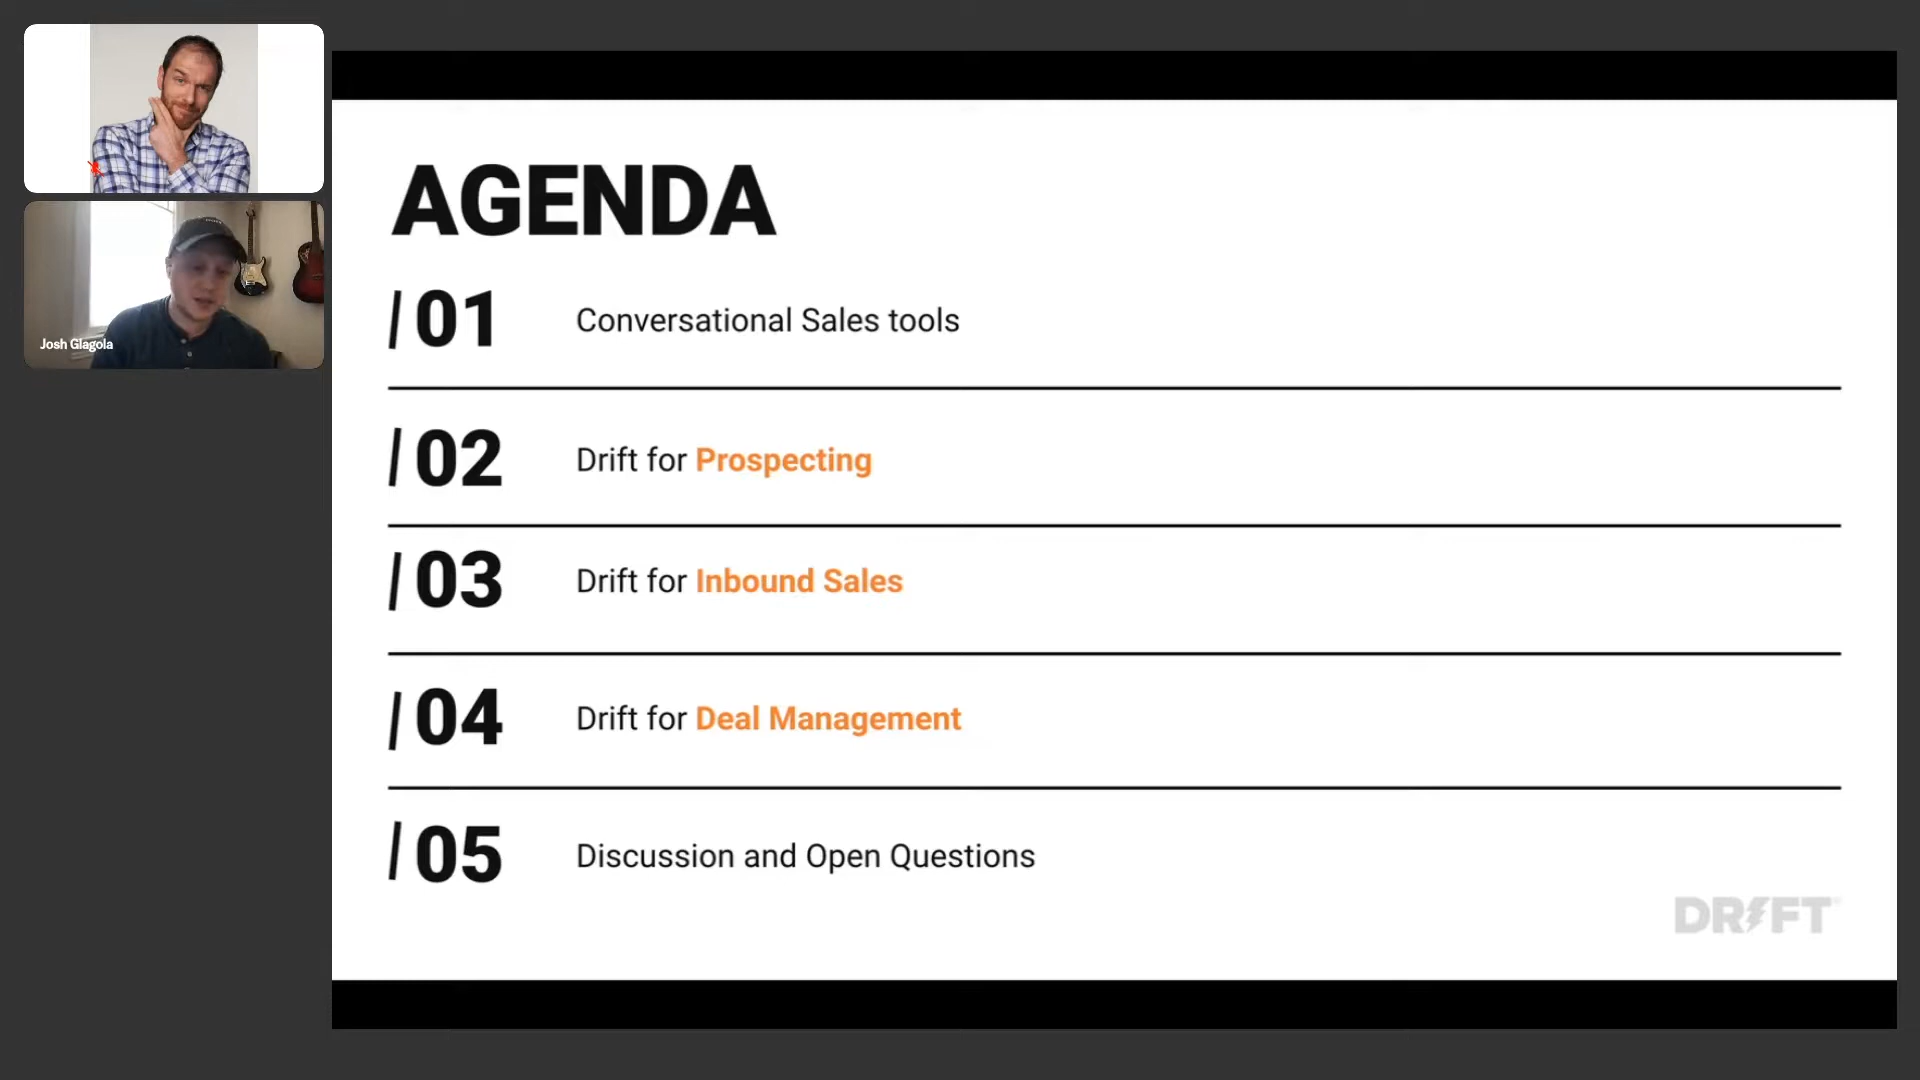 Josh Glagola
AGENDA
/ 01 Conversational Sales tools
/ 02 Drift for Prospecting
/ 03 Drift for Inbound Sales
/ 04 Drift for Deal Management
/ 05 Discussion and Open Questions
DRIFT